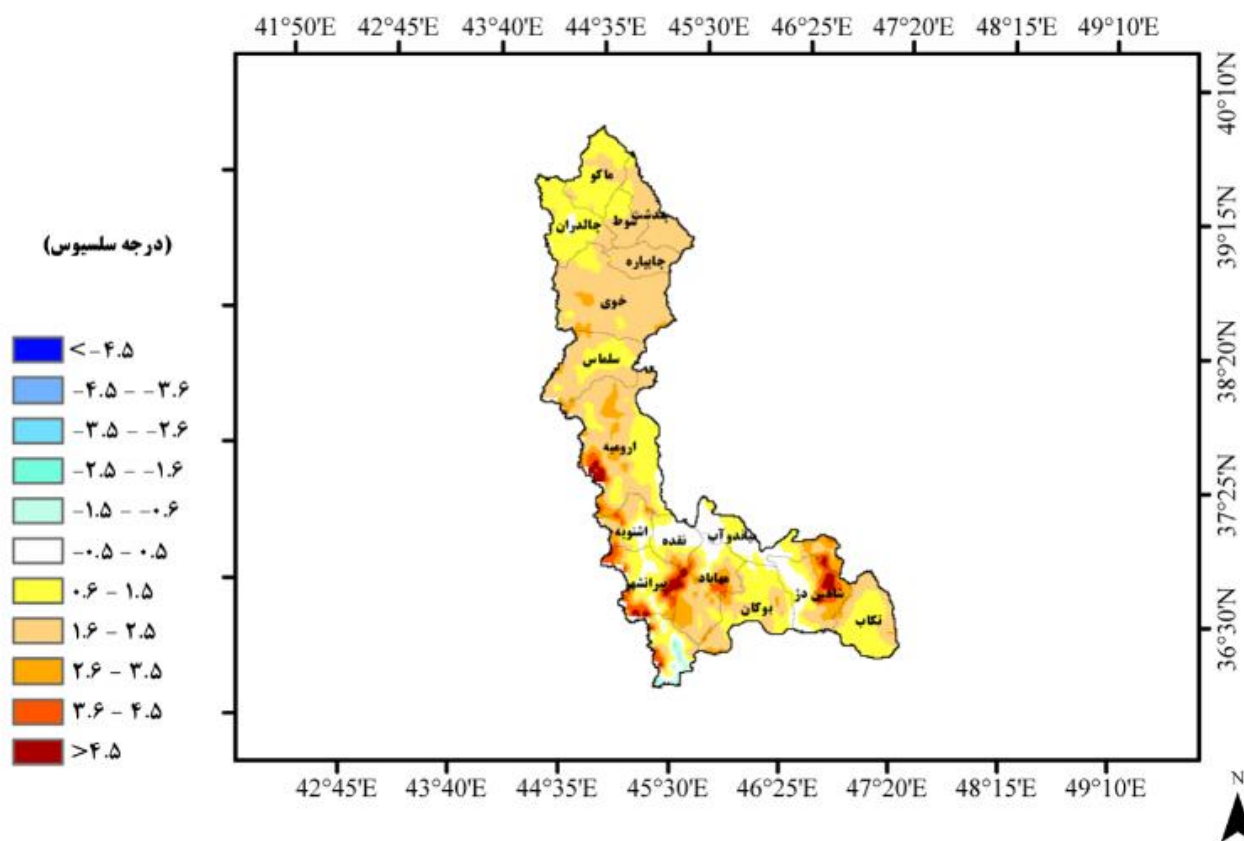 41°50'E 42°45'E 43°40'E 44°35'E 45°30'E 46°25'E 47°20'E 48°15'E 49°10'E
40°10'N
39°15'N
38°20'N
37°25'N
36°30'N
(درجه سلسیوس)
<-۴.۵
-۴.۵ - -۳.۶
-۳.۵ - -۲.۶
-۲.۵ - -۱.۶
-۱.۵ - -۰.۶
-۰.۵ - ۰.۵
۰.۶ - ۱.۵
۱.۶ - ۲.۵
۲.۶ - ۳.۵
۳.۶ - ۴.۵
>۴.۵
ماکو
پلدشت
شوط
چالدران
چایپاره
خوی
سلماس
ارومیه
اشنویه
نقده
میاندوآب
پیرانشهر
مهاباد
بوکان
شاهین دژ
تکاب
42°45'E 43°40'E 44°35'E 45°30'E 46°25'E 47°20'E 48°15'E 49°10'E
N